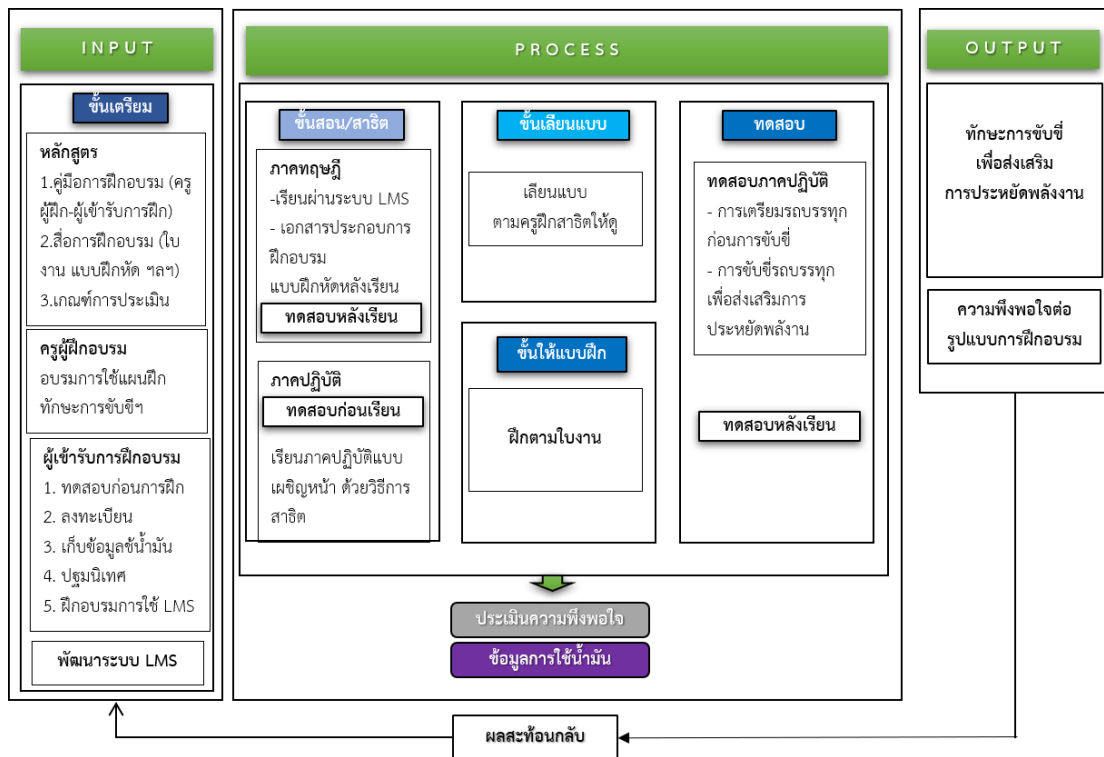 INPUT
ขั้นเตรียม
หลักสูตร
1.คู่มือการฝึกอบรม (ครู
ผู้ฝึก-ผู้เข้ารับการฝึก)
2.สื่อการฝึกอบรม (ใบ
งาน แบบฝึกหัด ฯลฯ)
3.เกณฑ์การประเมิน
ครูผู้ฝึกอบรม
อบรมการใช้แผนฝึก
ทักษะการขับขี่ฯ
ผู้เข้ารับการฝึกอบรม
1. ทดสอบก่อนการฝึก
2. ลงทะเบียน
3. เก็บข้อมูลช้น้ำมัน
4. ปฐมนิเทศ
5. ฝึกอบรมการใช้ LMS
พัฒนาระบบ LMS
PROCESS
ขั้นสอน/สาธิต
ภาคทฤษฎี
-เรียนผ่านระบบ LMS
- เอกสารประกอบการ
ฝึกอบรม
แบบฝึกหัดหลังเรียน
ทดสอบหลังเรียน
ภาคปฏิบัติ
ทดสอบก่อนเรียน
เรียนภาคปฏิบัติแบบ
เผชิญหน้า ด้วยวิธีการ
สาธิต
ขั้นเลียนแบบ
เลียนแบบ
ตามครูฝึกสาธิตให้ดู
ขั้นให้แบบฝึก
ฝึกตามใบงาน
ทดสอบ
ทดสอบภาคปฏิบัติ
- การเตรียมรถบรรทุก
ก่อนการขับขี่
- การขับขี่รถบรรทุก
เพื่อส่งเสริมการ
ประหยัดพลังงาน
ทดสอบหลังเรียน
ประเมินความพึงพอใจ
ข้อมูลการใช้น้ำมัน
OUTPUT
ทักษะการขับขี่
เพื่อส่งเสริม
การประหยัดพลังงาน
ความพึงพอใจต่อ
รูปแบบการฝึกอบรม
ผลสะท้อนกลับ